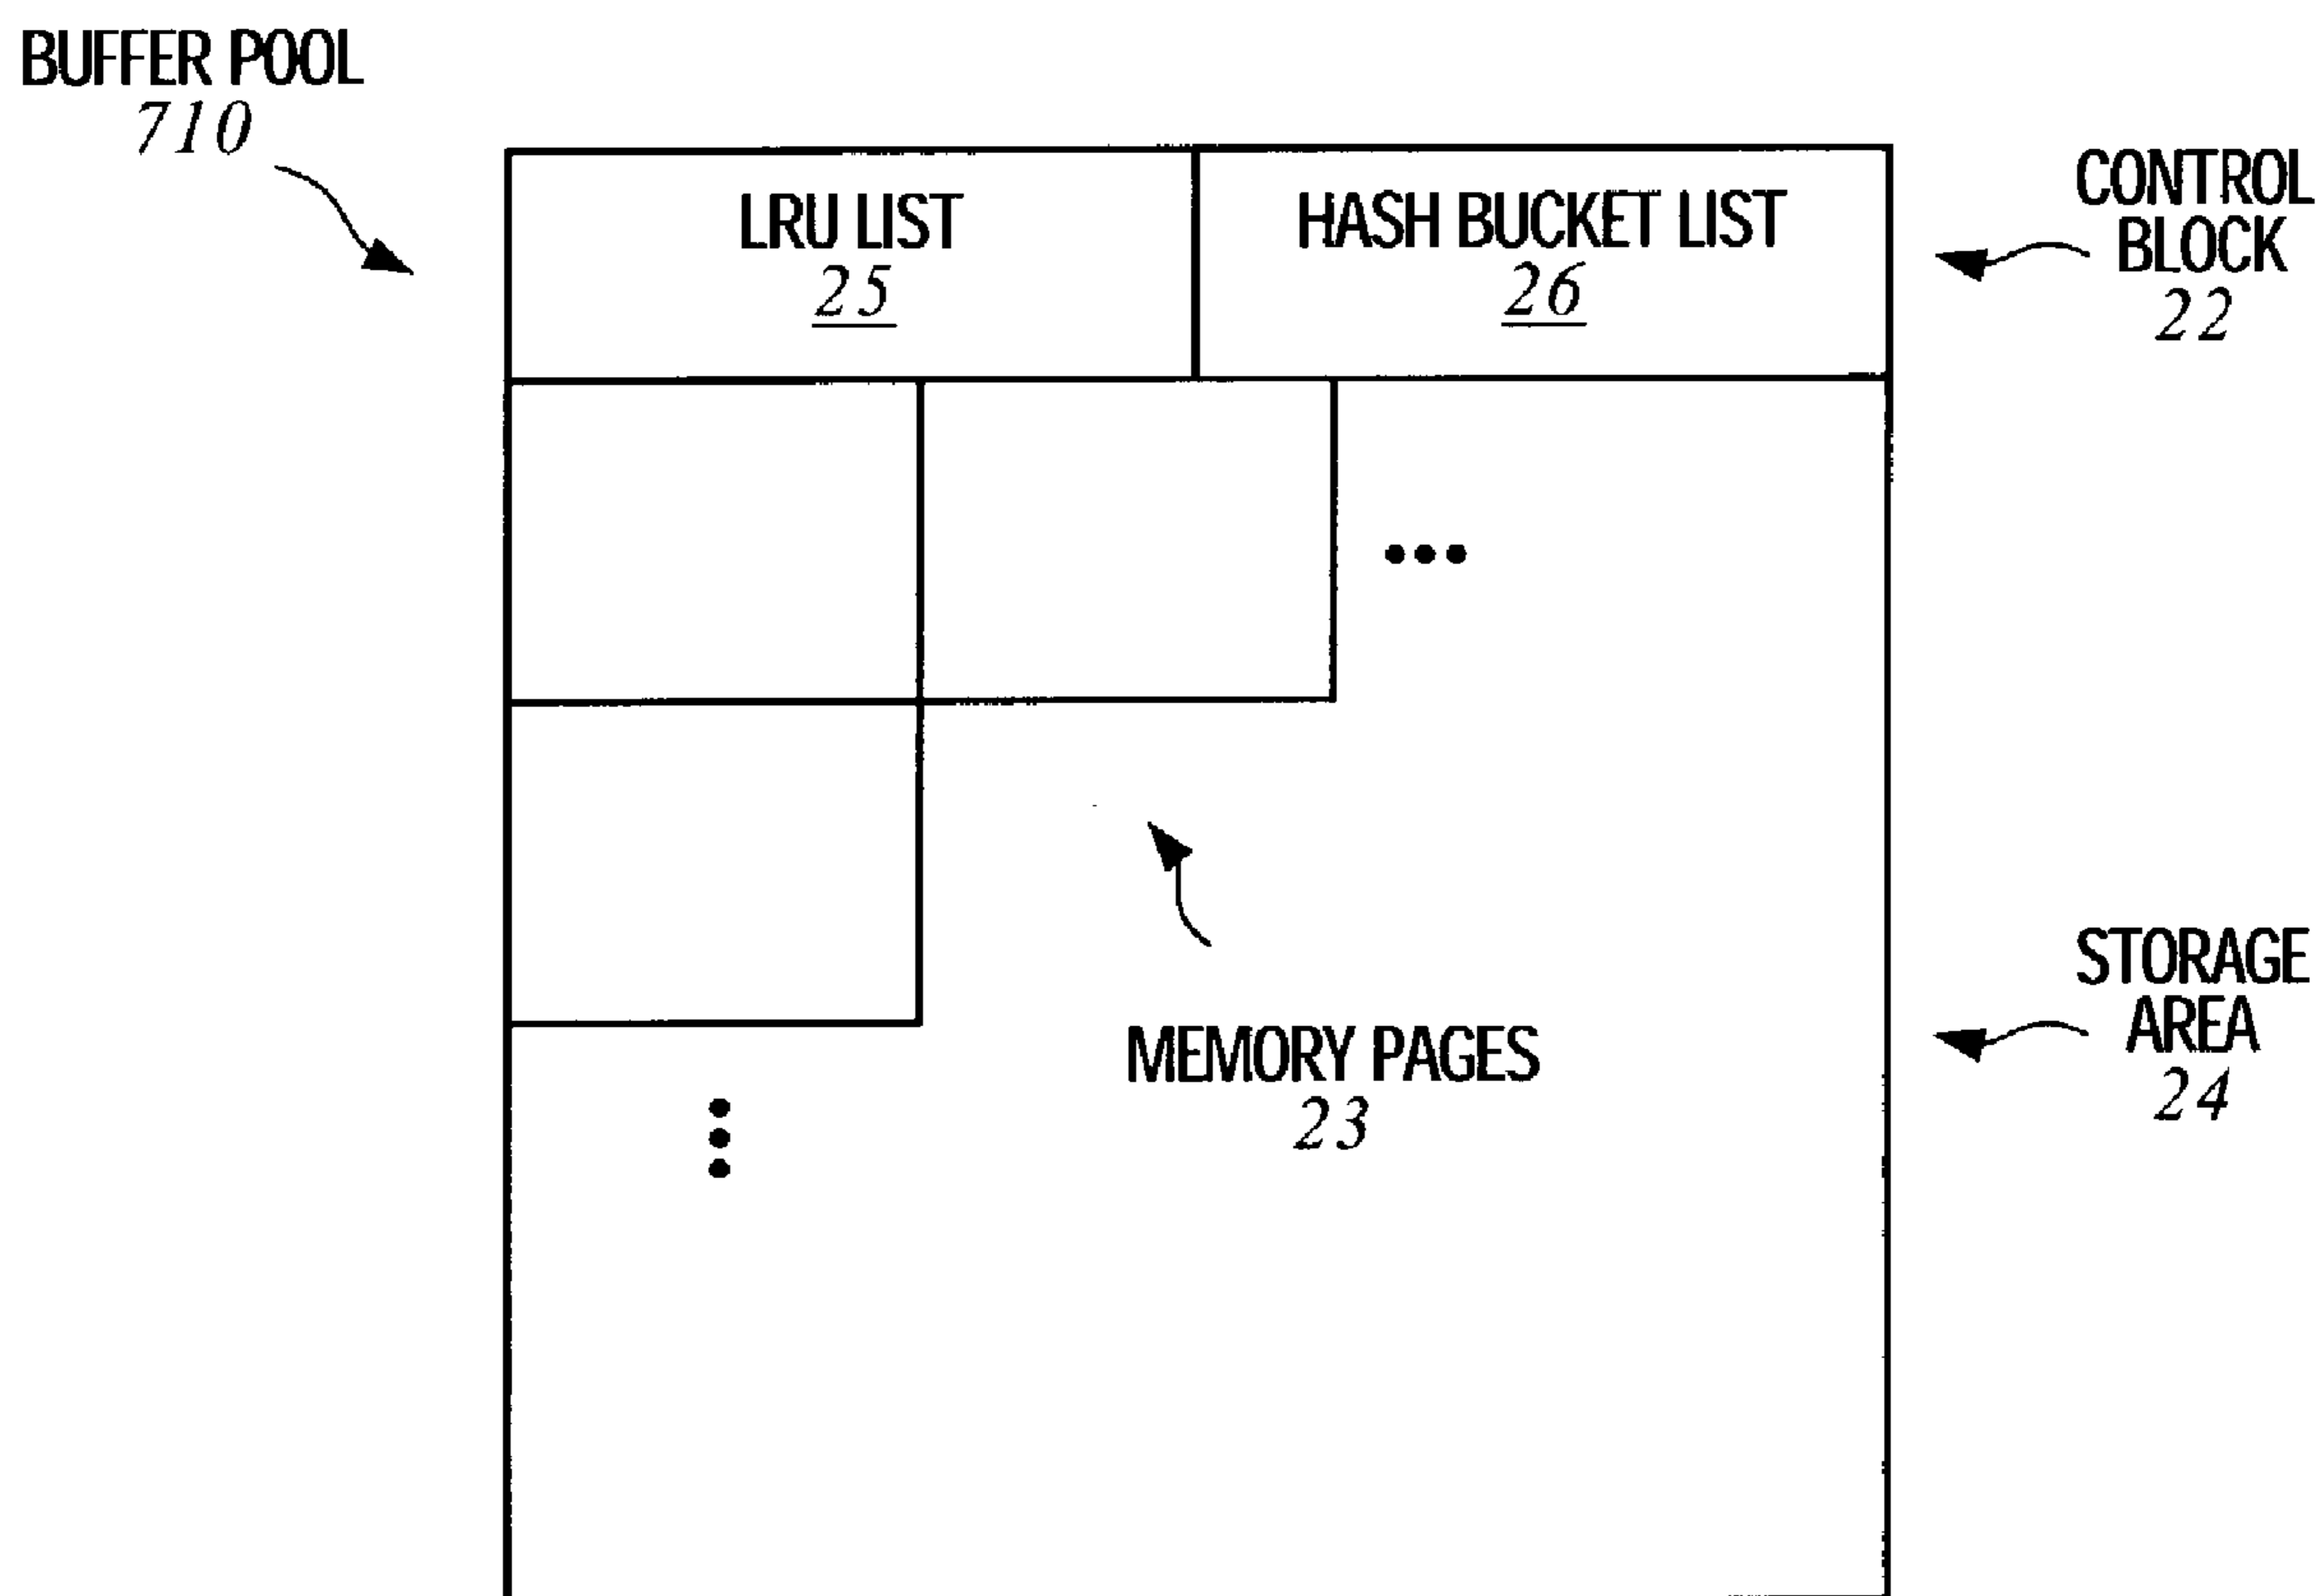 BUFFER POOL
710
LRU LIST
25
HASH BUCKET LIST
26
CONTROL
BLOCK
22
MEMORY PAGES
23
STORAGE
AREA
24